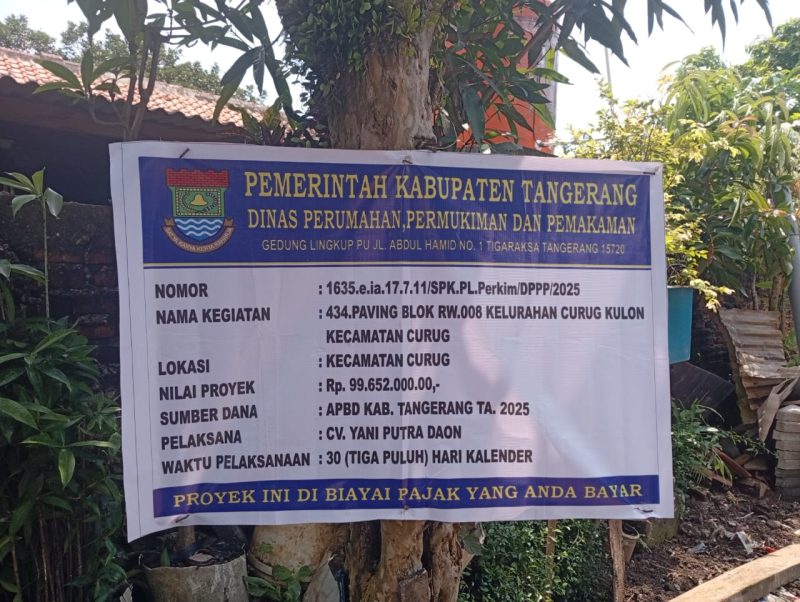 PEMERINTAH KABUPATEN TANGERANG
DINAS PERUMAHAN,PERMUKIMAN DAN PEMAKAMAN
GEDUNG LINGKUP PU JL. ABDUL HAMID NO. 1 TIGARAKSA TANGERANG 15720
NOMOR : 1635.e.ia.17.7.11/SPK.PL.Perkim/DPPP/2025
NAMA KEGIATAN : 434.PAVING BLOK RW.008 KELURAHAN CURUG KULON
KECAMATAN CURUG
LOKASI : KECAMATAN CURUG
NILAI PROYEK : Rp. 99.652.000.00,-
SUMBER DANA : APBD KAB. TANGERANG TA. 2025
PELAKSANA : CV. YANI PUTRA DAON
WAKTU PELAKSANAAN : 30 (TIGA PULUH) HARI KALENDER
PROYEK INI DI BIAYAI PAJAK YANG ANDA BAYAR